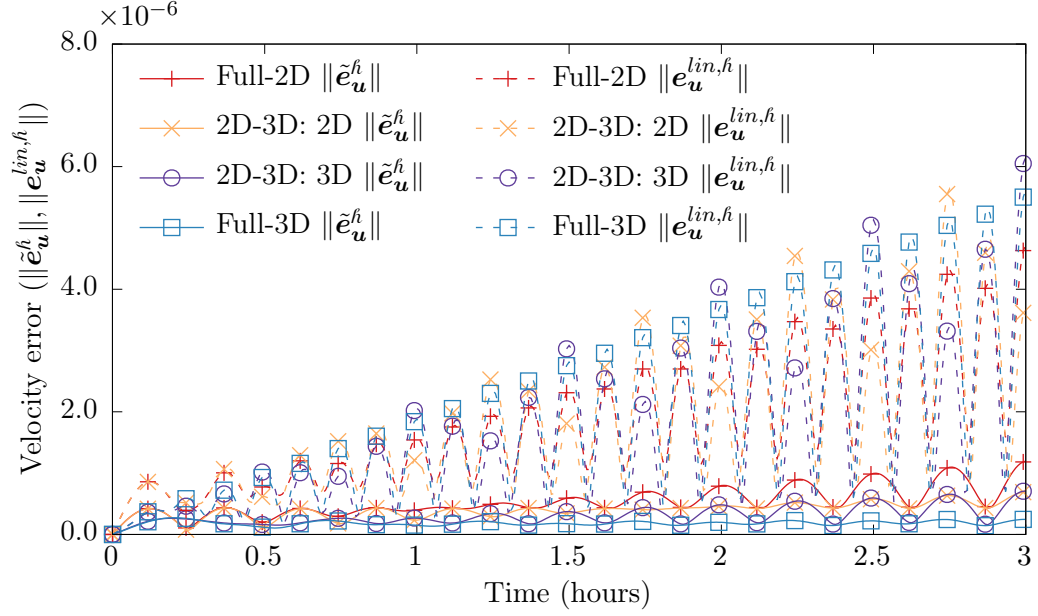 ×10⁻⁶
8.0
6.0
4.0
2.0
0.0
Velocity error (‖ẽ_u^ℏ‖, ‖e_u^{lin,ℏ}‖)
Full-2D ‖ẽ_u^ℏ‖ Full-2D ‖e_u^{lin,ℏ}‖
2D-3D: 2D ‖ẽ_u^ℏ‖ 2D-3D: 2D ‖e_u^{lin,ℏ}‖
2D-3D: 3D ‖ẽ_u^ℏ‖ 2D-3D: 3D ‖e_u^{lin,ℏ}‖
Full-3D ‖ẽ_u^ℏ‖ Full-3D ‖e_u^{lin,ℏ}‖
0 0.5 1 1.5 2 2.5 3
Time (hours)